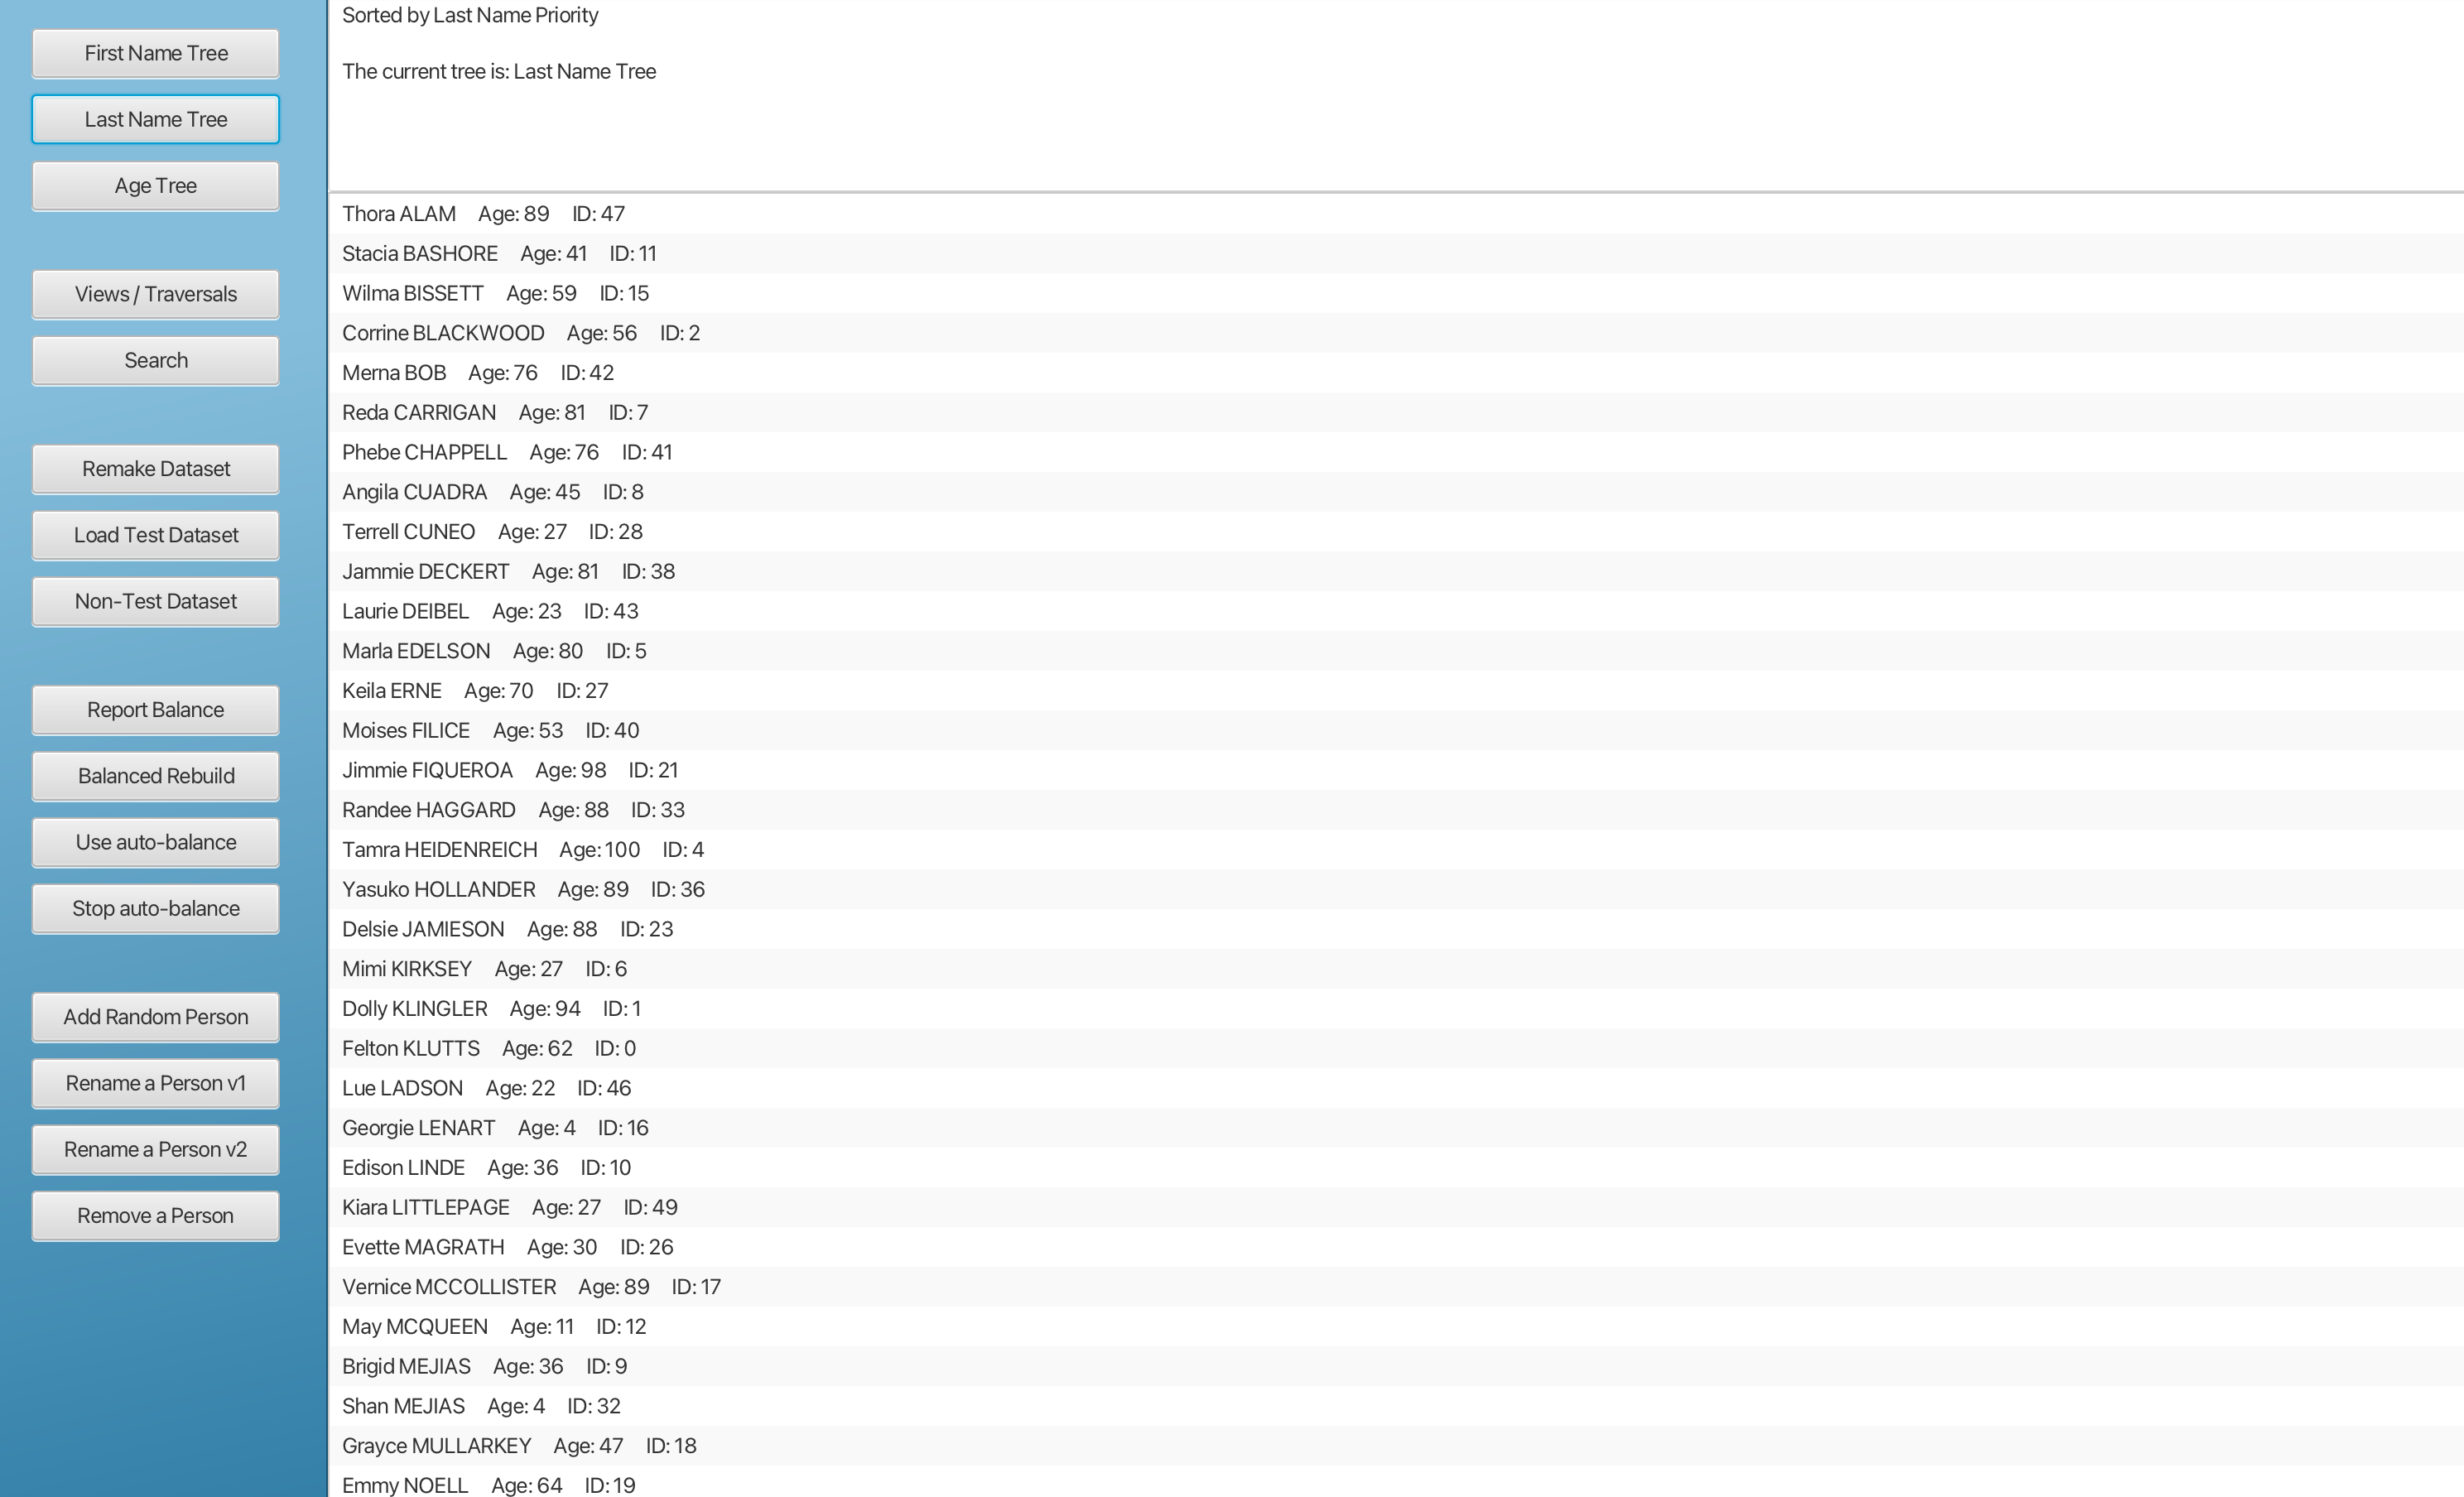 First Name Tree
Last Name Tree
Age Tree
Views / Traversals
Search
Remake Dataset
Load Test Dataset
Non-Test Dataset
Report Balance
Balanced Rebuild
Use auto-balance
Stop auto-balance
Add Random Person
Rename a Person v1
Rename a Person v2
Remove a Person
Sorted by Last Name Priority
The current tree is: Last Name Tree
Thora ALAM Age: 89 ID: 47
Stacia BASHORE Age: 41 ID: 11
Wilma BISSETT Age: 59 ID: 15
Corrine BLACKWOOD Age: 56 ID: 2
Merna BOB Age: 76 ID: 42
Reda CARRIGAN Age: 81 ID: 7
Phebe CHAPPELL Age: 76 ID: 41
Angila CUADRA Age: 45 ID: 8
Terrell CUNEO Age: 27 ID: 28
Jammie DECKERT Age: 81 ID: 38
Laurie DEIBEL Age: 23 ID: 43
Marla EDELSON Age: 80 ID: 5
Keila ERNE Age: 70 ID: 27
Moises FILICE Age: 53 ID: 40
Jimmie FIQUEROA Age: 98 ID: 21
Randee HAGGARD Age: 88 ID: 33
Tamra HEIDENREICH Age: 100 ID: 4
Yasuko HOLLANDER Age: 89 ID: 36
Delsie JAMIESON Age: 88 ID: 23
Mimi KIRKSEY Age: 27 ID: 6
Dolly KLINGLER Age: 94 ID: 1
Felton KLUTTS Age: 62 ID: 0
Lue LADSON Age: 22 ID: 46
Georgie LENART Age: 4 ID: 16
Edison LINDE Age: 36 ID: 10
Kiara LITTLEPAGE Age: 27 ID: 49
Evette MAGRATH Age: 30 ID: 26
Vernice MCCOLLISTER Age: 89 ID: 17
May MCQUEEN Age: 11 ID: 12
Brigid MEJIAS Age: 36 ID: 9
Shan MEJIAS Age: 4 ID: 32
Grayce MULLARKEY Age: 47 ID: 18
Emmy NOELL Age: 64 ID: 19